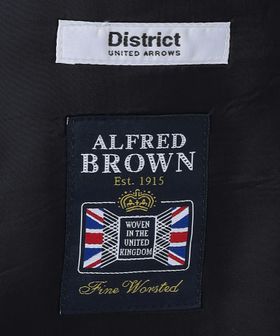 District
UNITED ARROWS
ALFRED
BROWN
Est. 1915
WOVEN
IN THE
UNITED
KINGDOM
Fine Worsted